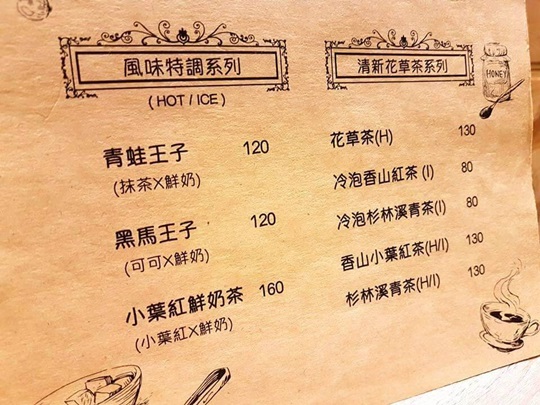 風味特調系列
(HOT / ICE)
青蛙王子 120
(抹茶X鮮奶)
黑馬王子 120
(可可X鮮奶)
小葉紅鮮奶茶 160
(小葉紅X鮮奶)
清新花草茶系列
HONEY
花草茶(H) 130
冷泡香山紅茶 (I) 80
冷泡杉林溪青茶(I) 80
香山小葉紅茶(H/I) 130
杉林溪青茶(H/I) 130